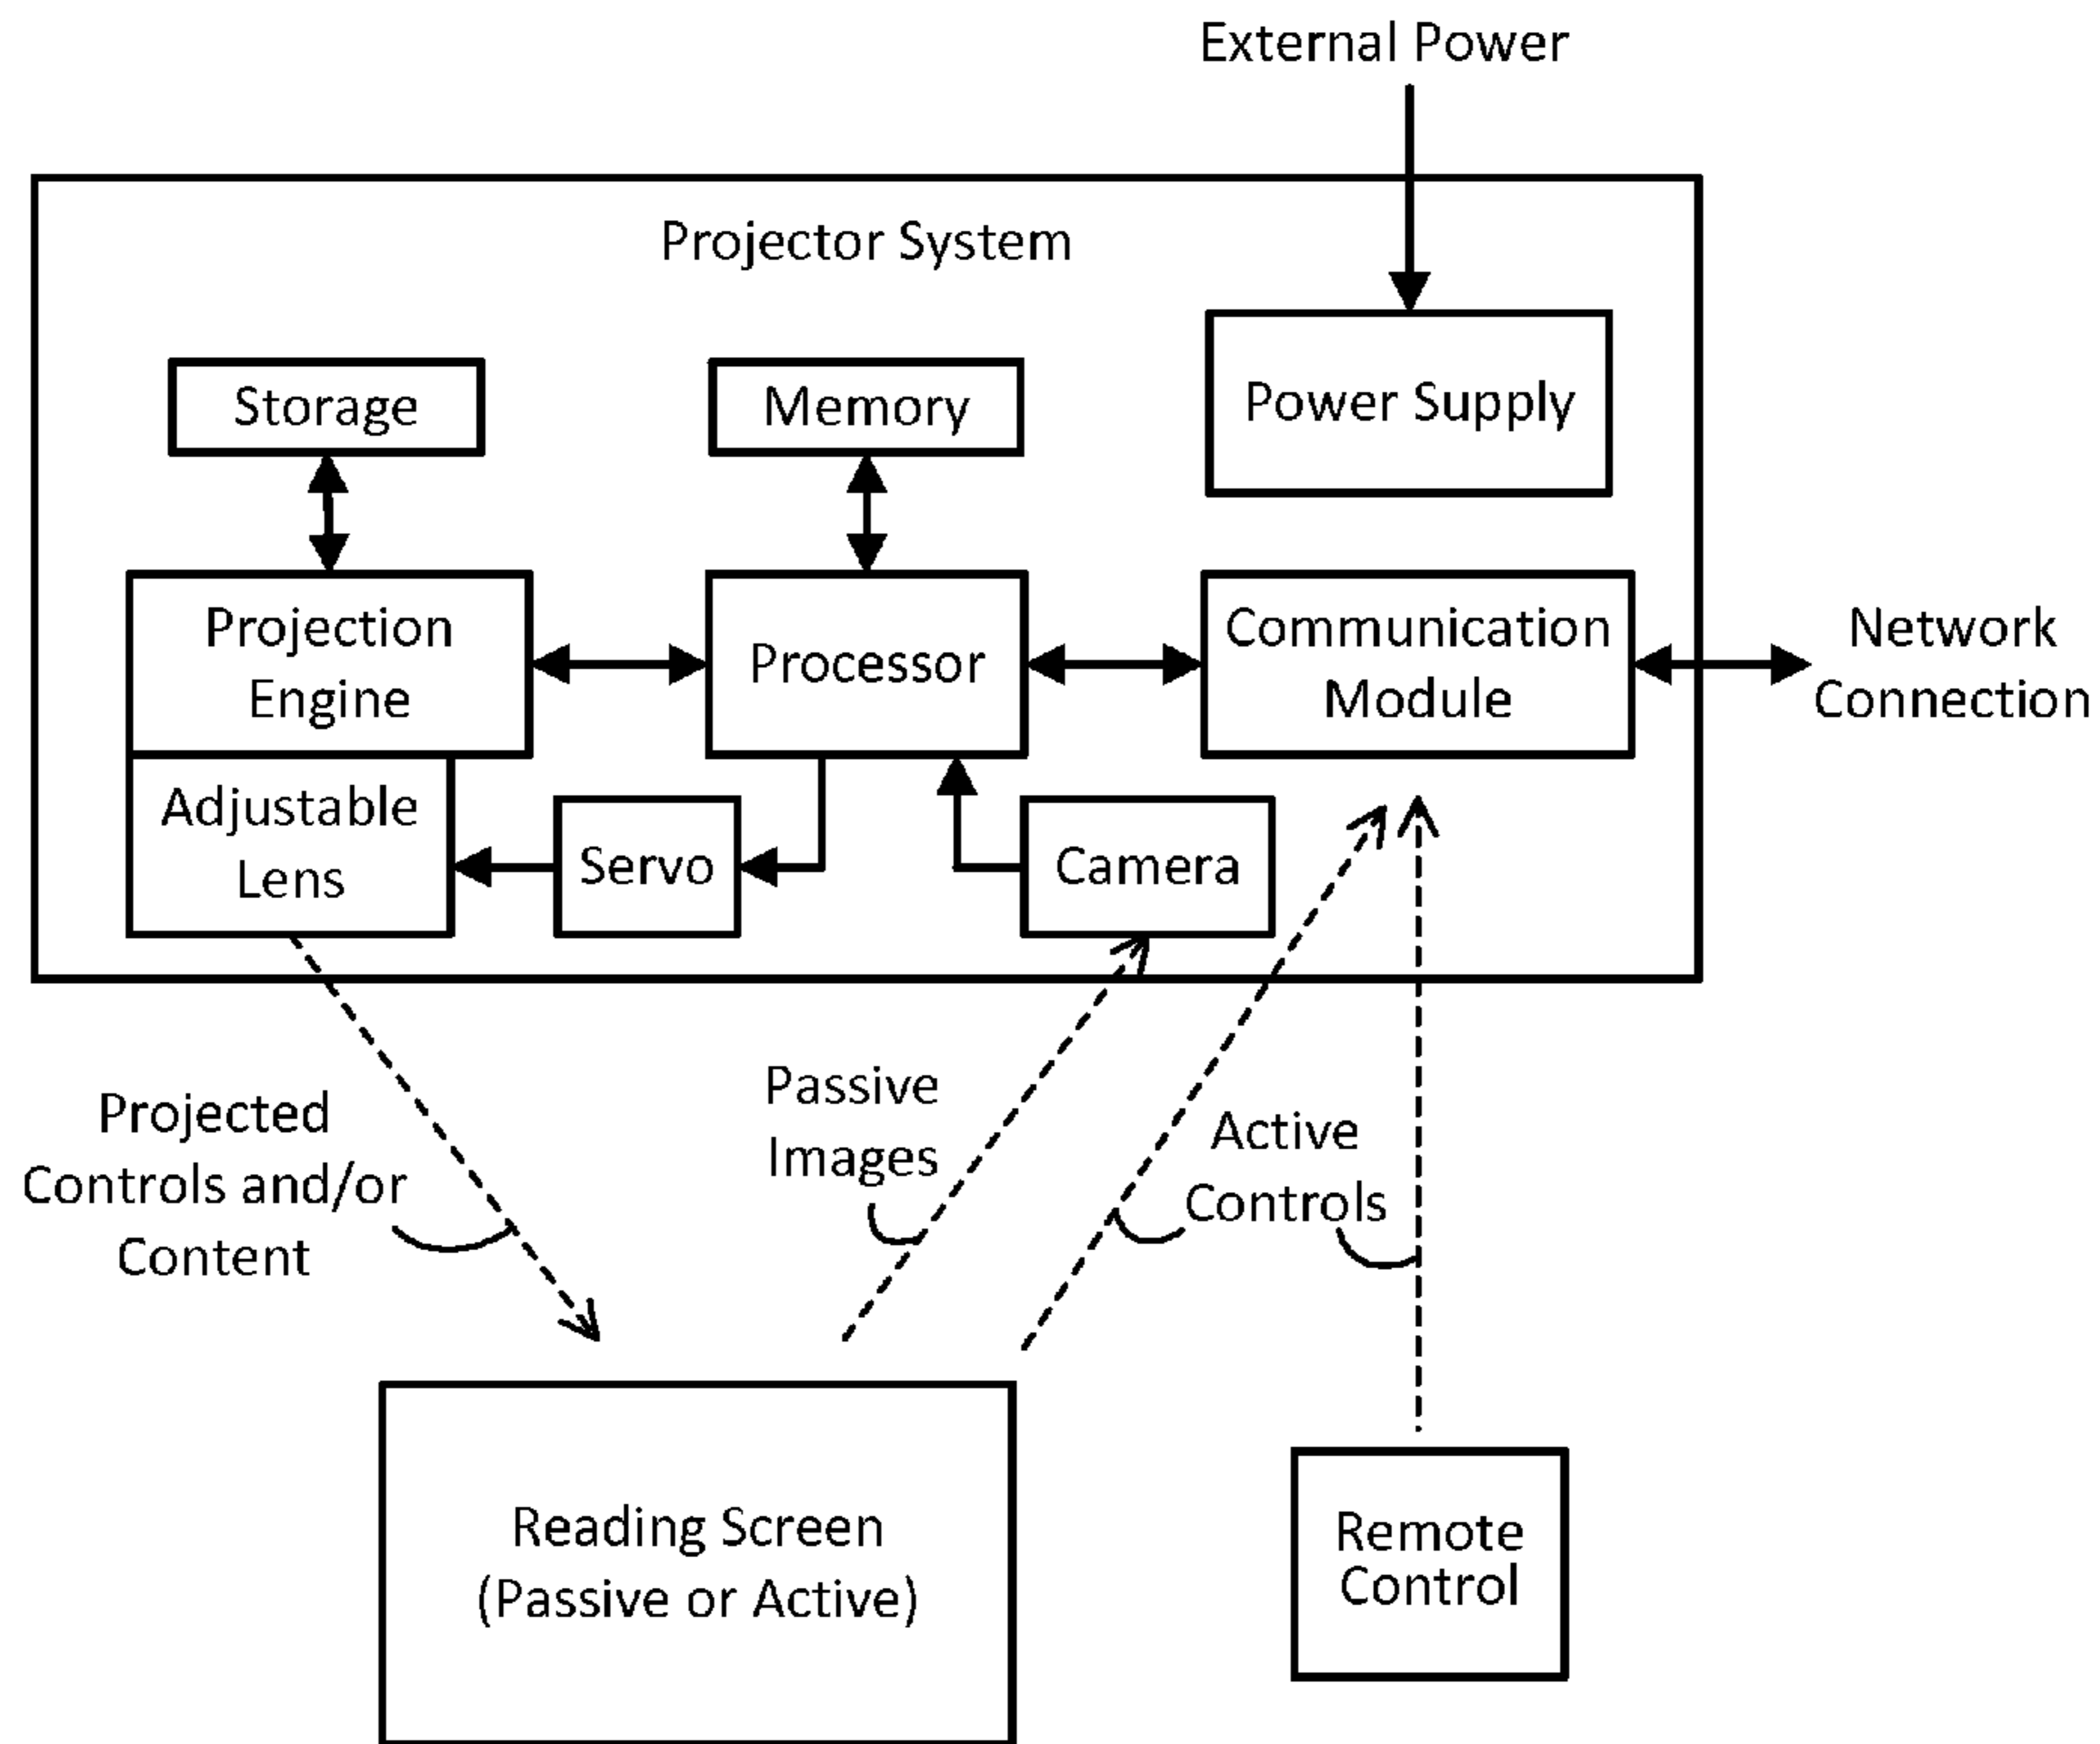 External Power
Projector System
Storage
Memory
Power Supply
Projection
Engine
Processor
Communication
Module
Network
Connection
Adjustable
Lens
Servo
Camera
Projected
Controls and/or
Content
Passive
Images
Active
Controls
Reading Screen
(Passive or Active)
Remote
Control